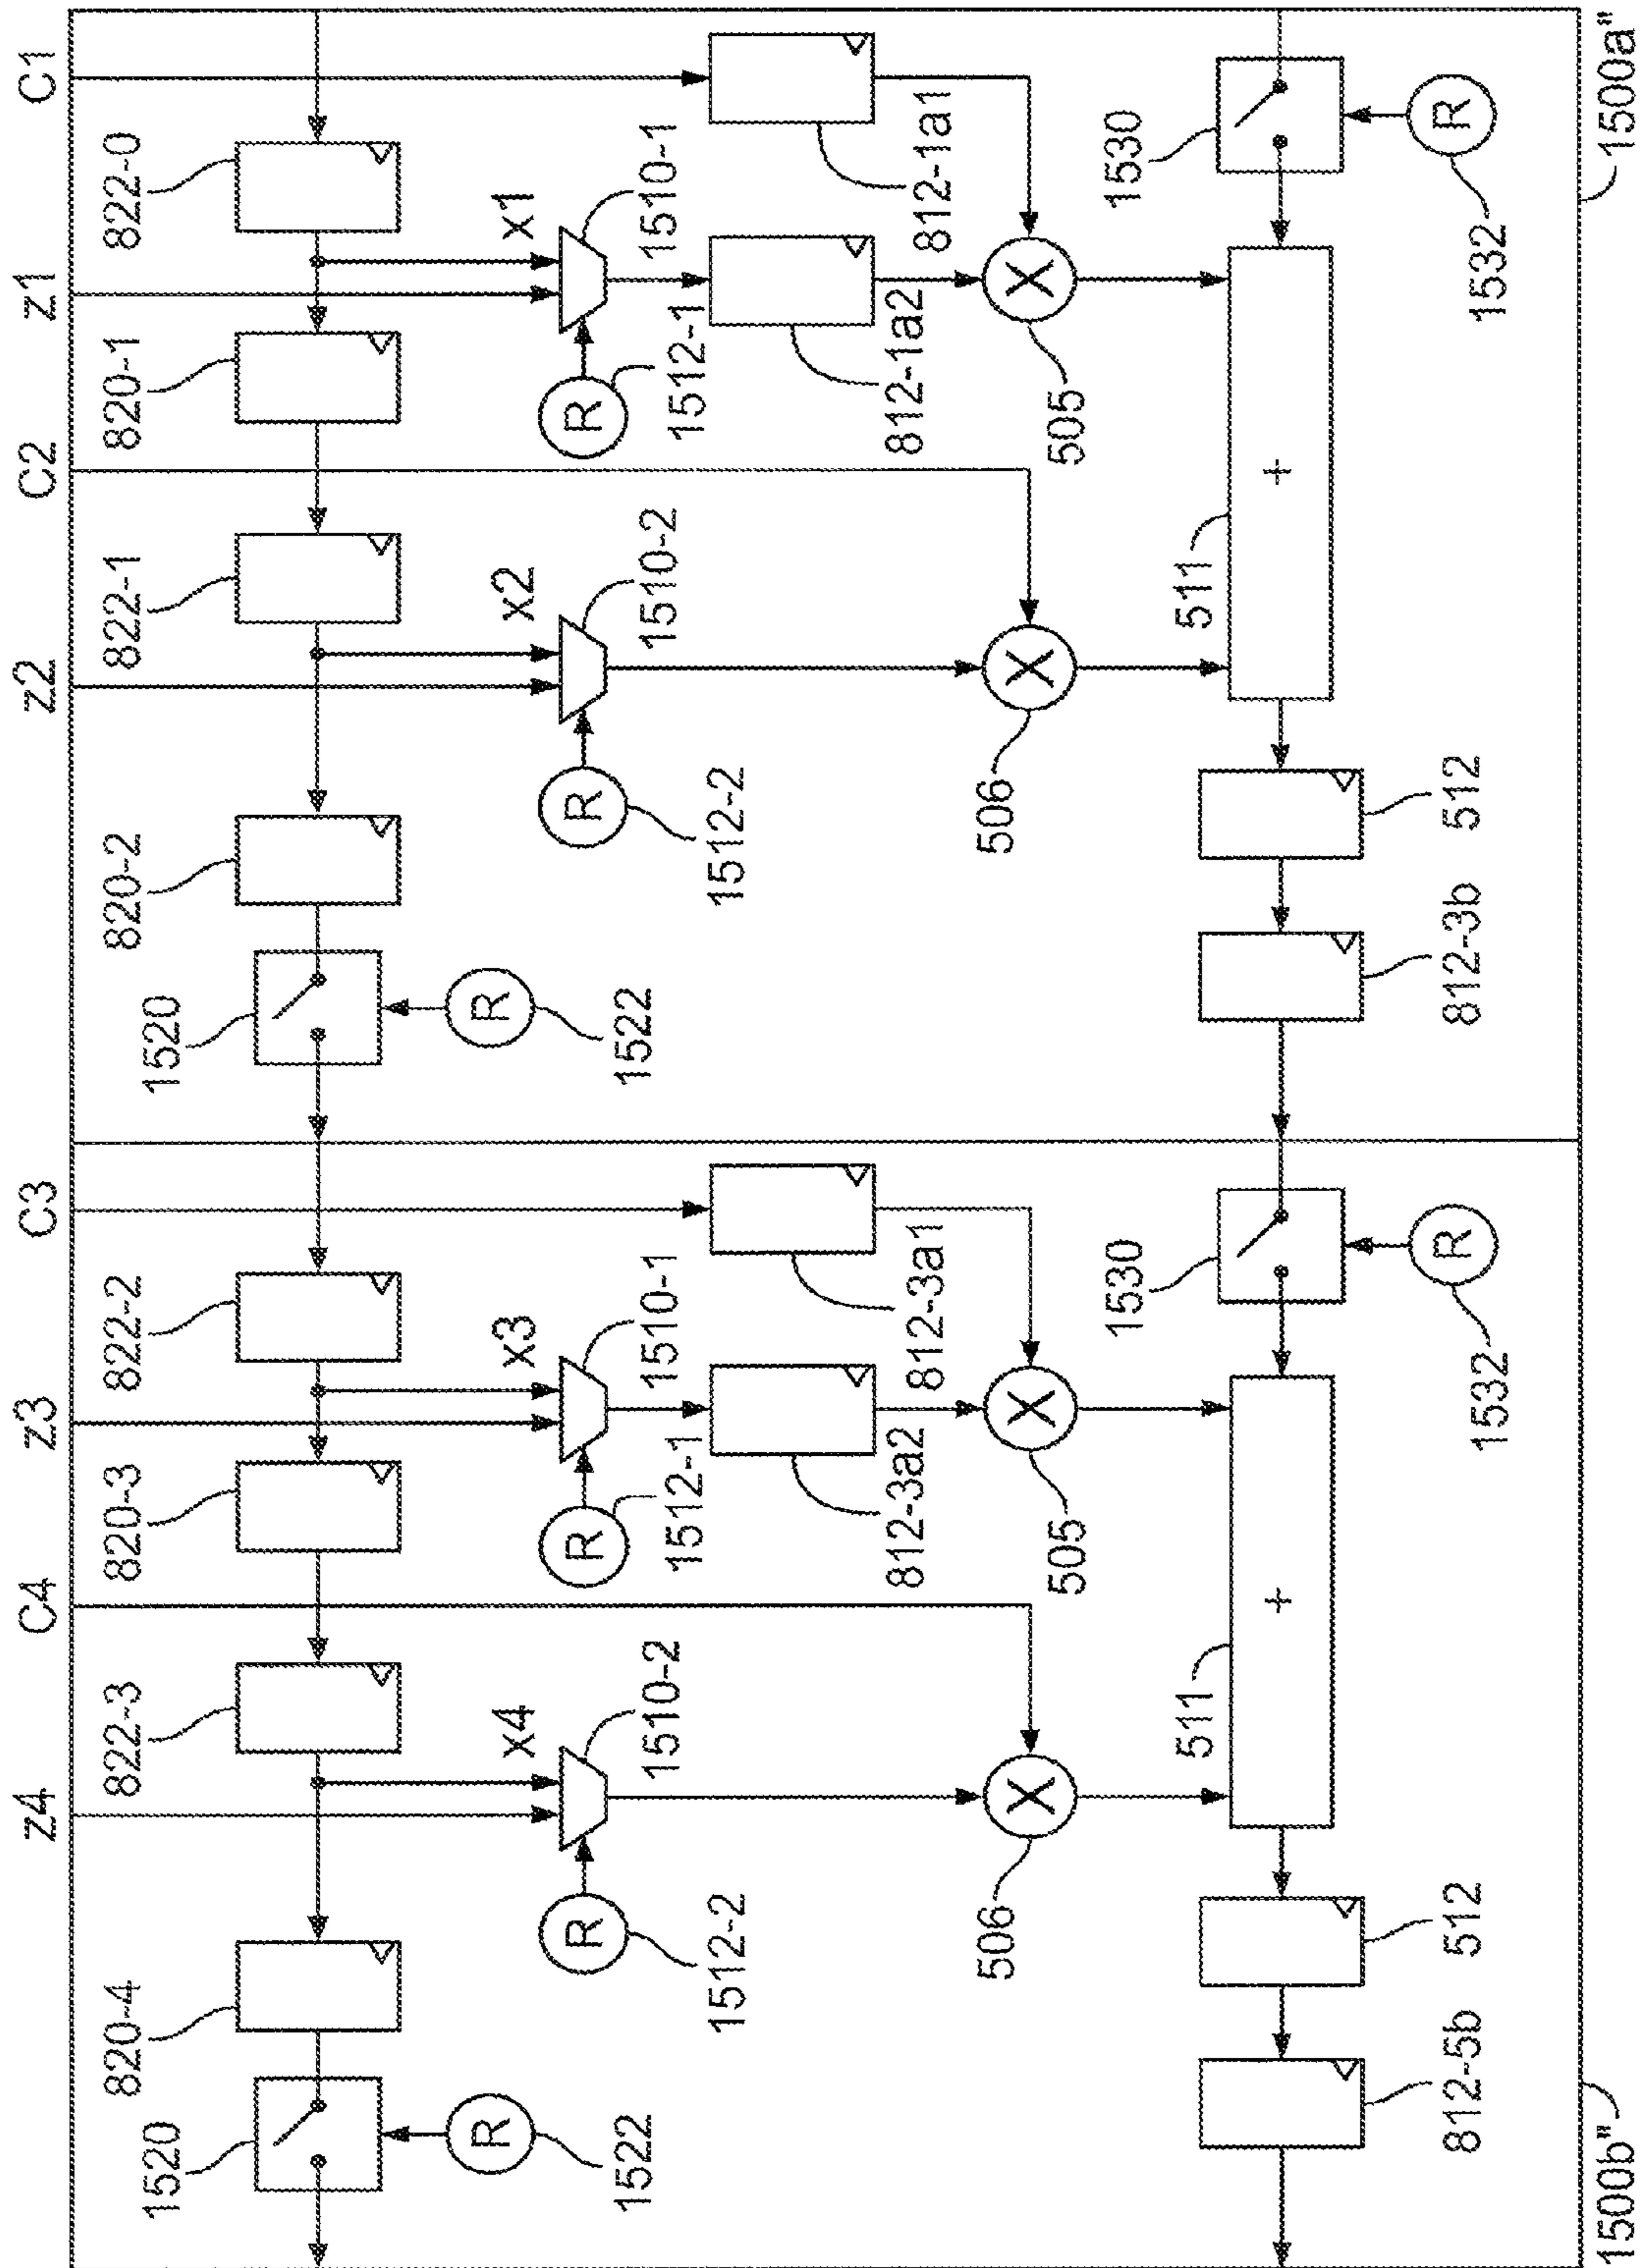 z4 C4 z3 C3 z2 C2 z1 C1
820-4 822-3 820-3 822-2 820-2 822-1 820-1 822-0
1520 1520
R x4 x3 R x2 x1
R R R R
1522 1510-2 1510-1 1522 1510-2 1510-1
1512-2 1512-1 1512-2 1512-1
812-3a2 812-3a1 812-1a2 812-1a1
X X X X
506 505 506 505
1530 1530
511 511
+ +
R R
812-5b 512 1532 812-3b 512 1532
1500b" 1500a"